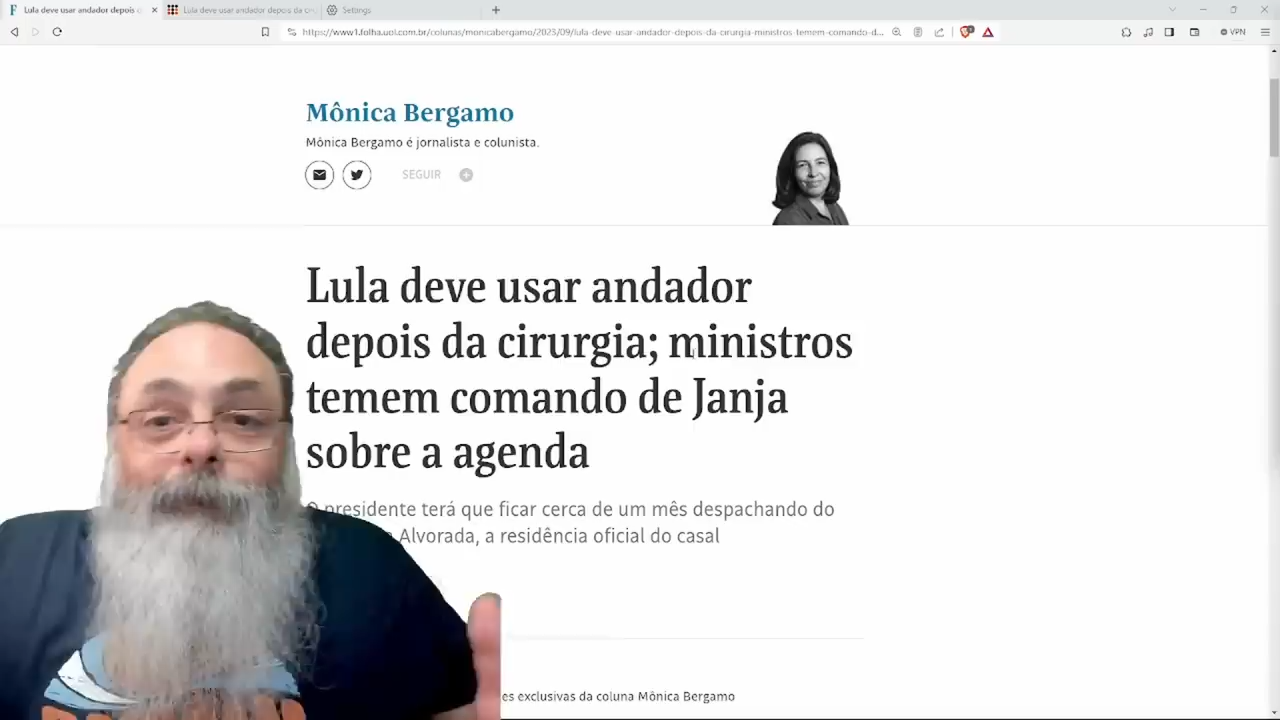 Lula deve usar andador depois d
Lula deve usar andador depois da ciru
Settings
https://www1.folha.uol.com.br/colunas/monicabergamo/2023/09/lula-deve-usar-andador-depois-da-cirurgia-ministros-temem-comando-d...
VPN
Mônica Bergamo
Mônica Bergamo é jornalista e colunista.
SEGUIR
Lula deve usar andador
depois da cirurgia; ministros
temem comando de Janja
sobre a agenda
presidente terá que ficar cerca de um mês despachando do
Alvorada, a residência oficial do casal
es exclusivas da coluna Mônica Bergamo